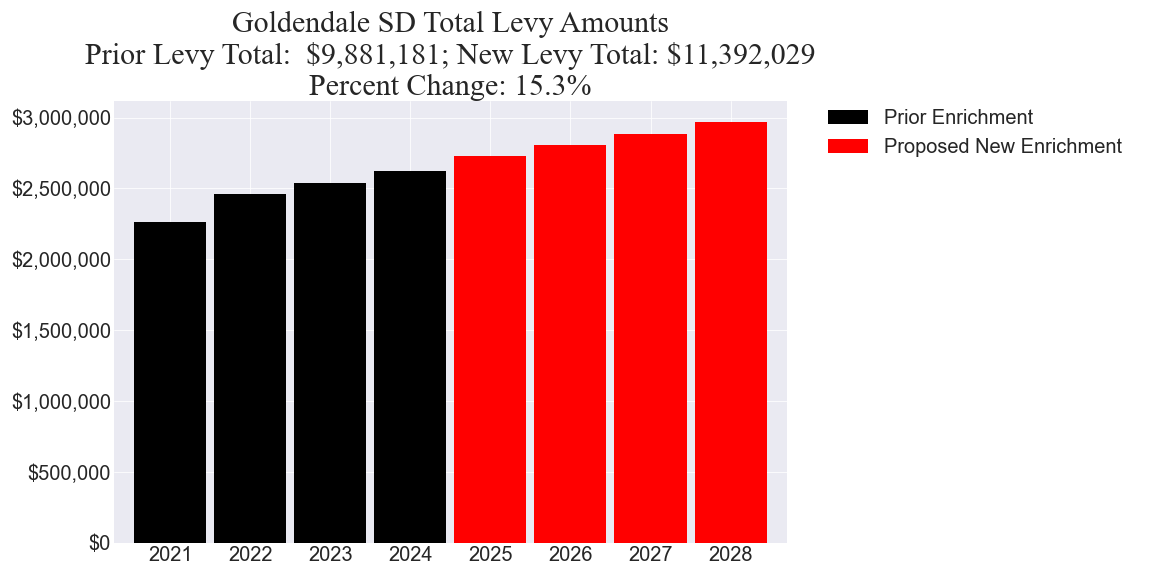 Goldendale SD Total Levy Amounts
Prior Levy Total:  $9,881,181; New Levy Total: $11,392,029
Percent Change: 15.3%
Prior Enrichment
Proposed New Enrichment
$3,000,000
$2,500,000
$2,000,000
$1,500,000
$1,000,000
$500,000
$0
2021 2022 2023 2024 2025 2026 2027 2028